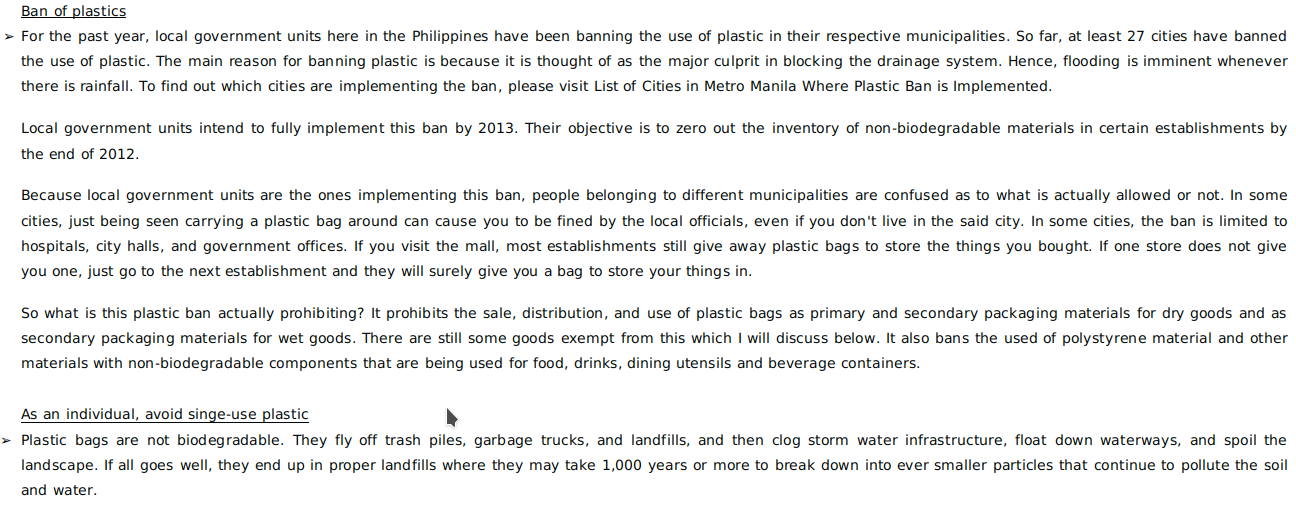 Ban of plastics
➢ For the past year, local government units here in the Philippines have been banning the use of plastic in their respective municipalities. So far, at least 27 cities have banned
the use of plastic. The main reason for banning plastic is because it is thought of as the major culprit in blocking the drainage system. Hence, flooding is imminent whenever
there is rainfall. To find out which cities are implementing the ban, please visit List of Cities in Metro Manila Where Plastic Ban is Implemented.
Local government units intend to fully implement this ban by 2013. Their objective is to zero out the inventory of non-biodegradable materials in certain establishments by
the end of 2012.
Because local government units are the ones implementing this ban, people belonging to different municipalities are confused as to what is actually allowed or not. In some
cities, just being seen carrying a plastic bag around can cause you to be fined by the local officials, even if you don't live in the said city. In some cities, the ban is limited to
hospitals, city halls, and government offices. If you visit the mall, most establishments still give away plastic bags to store the things you bought. If one store does not give
you one, just go to the next establishment and they will surely give you a bag to store your things in.
So what is this plastic ban actually prohibiting? It prohibits the sale, distribution, and use of plastic bags as primary and secondary packaging materials for dry goods and as
secondary packaging materials for wet goods. There are still some goods exempt from this which I will discuss below. It also bans the used of polystyrene material and other
materials with non-biodegradable components that are being used for food, drinks, dining utensils and beverage containers.
As an individual, avoid singe-use plastic
➢ Plastic bags are not biodegradable. They fly off trash piles, garbage trucks, and landfills, and then clog storm water infrastructure, float down waterways, and spoil the
landscape. If all goes well, they end up in proper landfills where they may take 1,000 years or more to break down into ever smaller particles that continue to pollute the soil
and water.